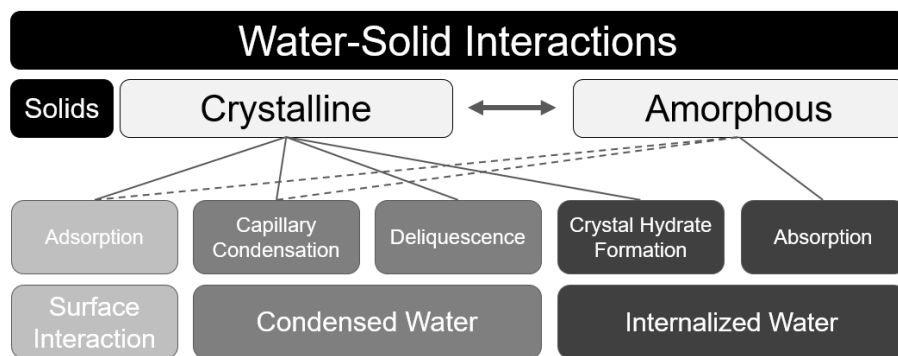 Water-Solid Interactions
Solids
Crystalline
Amorphous
Adsorption
Capillary
Condensation
Deliquescence
Crystal Hydrate
Formation
Absorption
Surface
Interaction
Condensed Water
Internalized Water